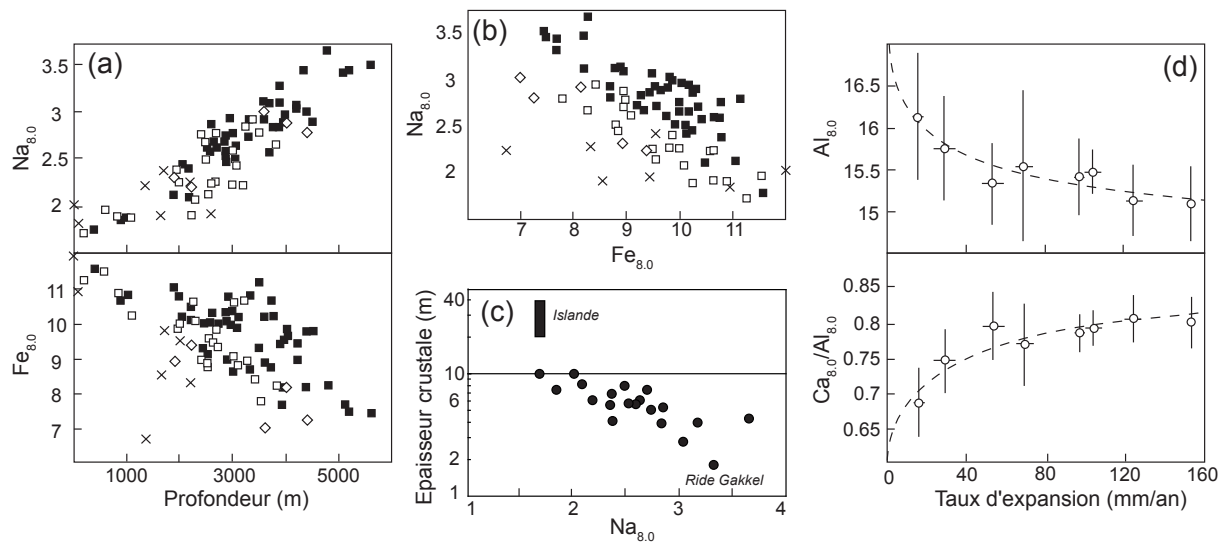 (a)
3.5
3
2.5
2
Na8.0
11
10
9
8
7
Fe8.0
1000 3000 5000
Profondeur (m)
(b)
3.5
3
2.5
2
Na8.0
7 8 9 10 11
Fe8.0
(c)
40
10
6
4
2
1
Epaisseur crustale (m)
Islande
Ride Gakkel
1 2 3 4
Na8.0
(d)
16.5
16
15.5
15
Al8.0
0.85
0.8
0.75
0.7
0.65
Ca8.0/Al8.0
0 40 80 120 160
Taux d'expansion (mm/an)